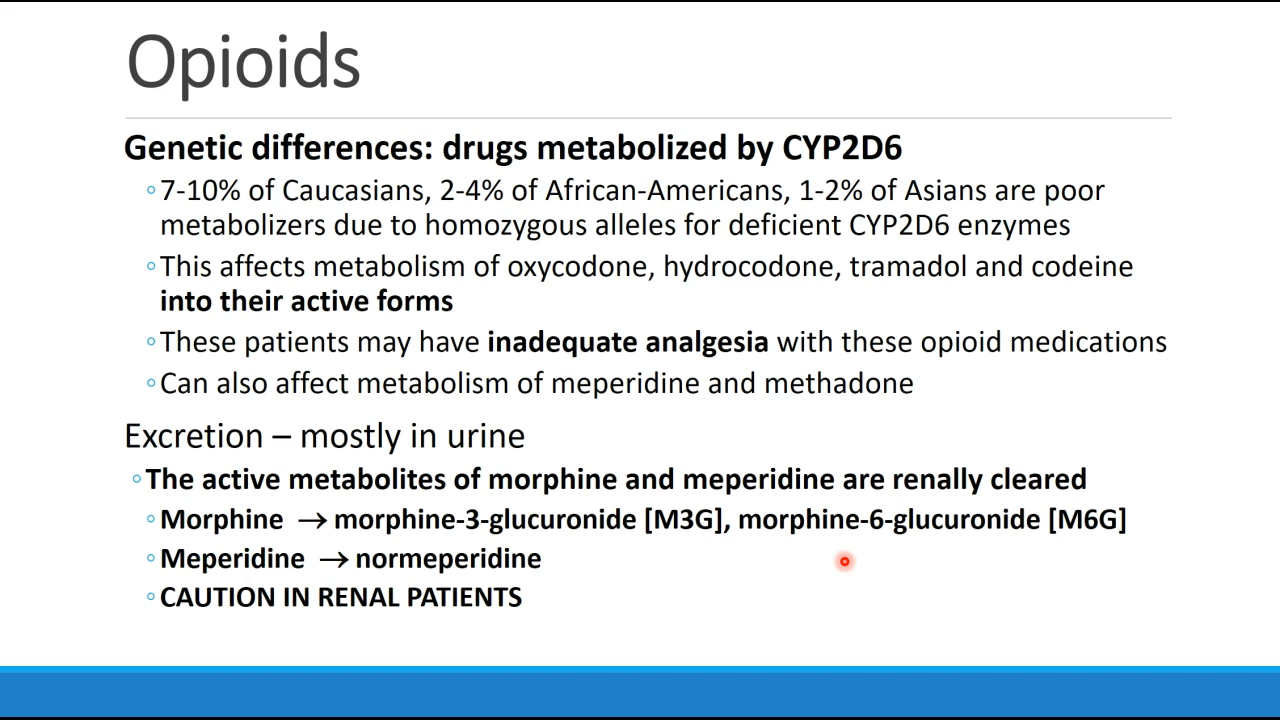 Opioids
Genetic differences: drugs metabolized by CYP2D6
◦7-10% of Caucasians, 2-4% of African-Americans, 1-2% of Asians are poor
metabolizers due to homozygous alleles for deficient CYP2D6 enzymes
◦This affects metabolism of oxycodone, hydrocodone, tramadol and codeine
into their active forms
◦These patients may have inadequate analgesia with these opioid medications
◦Can also affect metabolism of meperidine and methadone
Excretion – mostly in urine
◦The active metabolites of morphine and meperidine are renally cleared
◦Morphine → morphine-3-glucuronide [M3G], morphine-6-glucuronide [M6G]
◦Meperidine → normeperidine
◦CAUTION IN RENAL PATIENTS